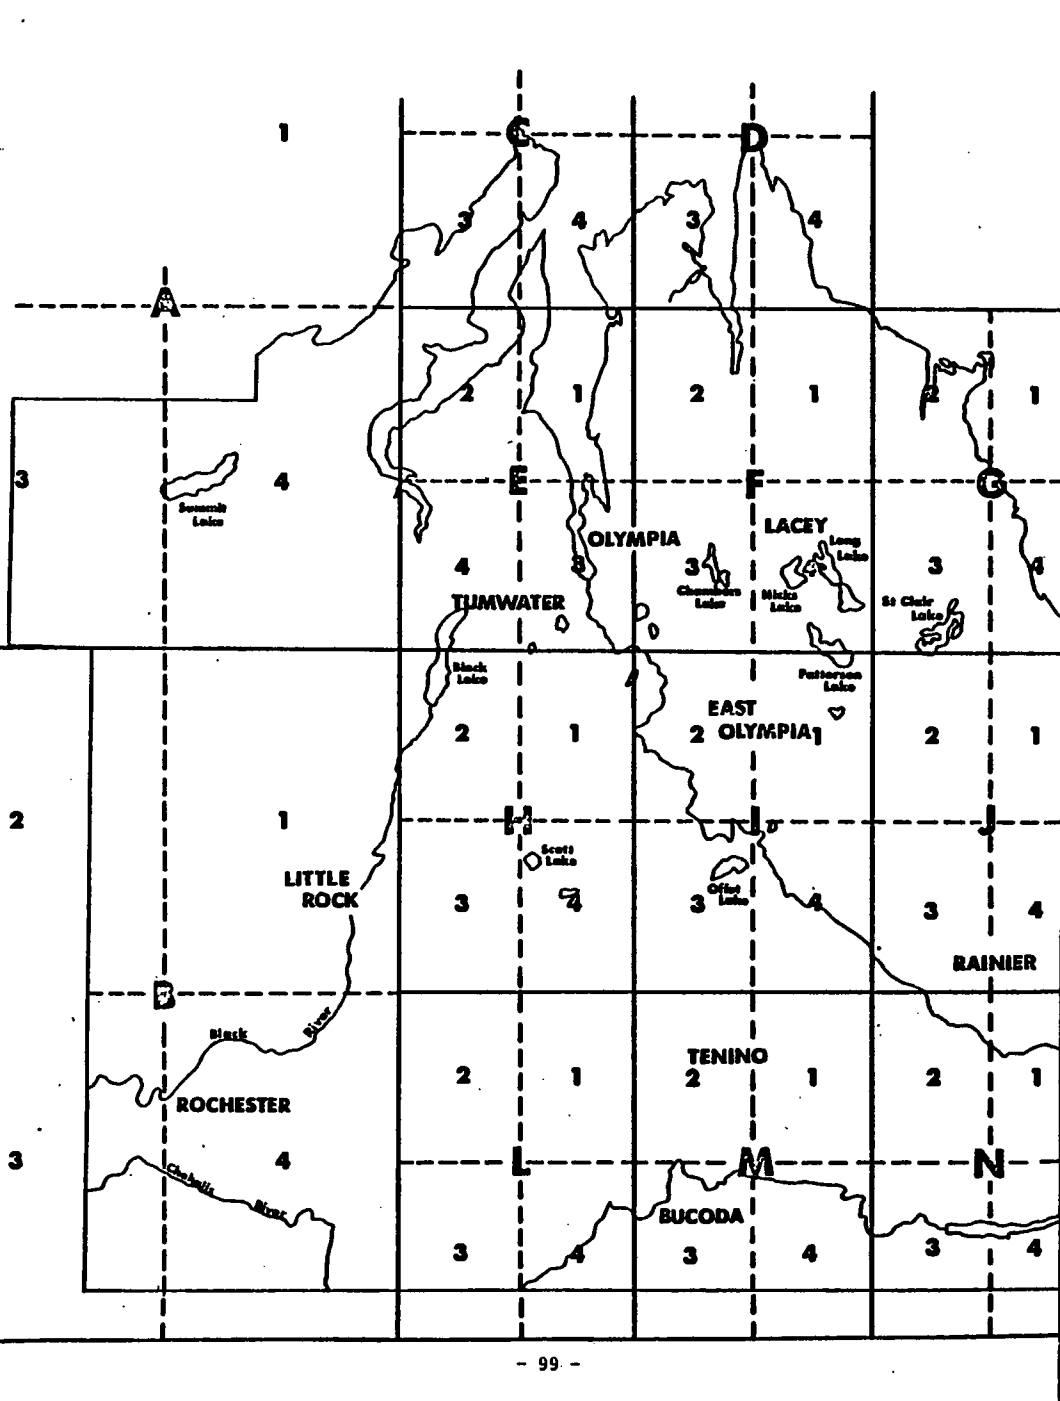 1
C
D
3
4
3
4
A
2
1
2
1
2
1
3
4
E
F
G
Summit
Lake
OLYMPIA
LACEY
Long
Lake
4
3
3
3
4
Chambers
Lake
Hicks
Lake
St Clair
Lake
TUMWATER
Black
Lake
Patterson
Lake
EAST
OLYMPIA
2
1
2
1
2
1
2
1
H
I
J
Scott
Lake
LITTLE
ROCK
Offut
Lake
3
4
3
4
3
4
RAINIER
B
Black
River
TENINO
2
1
2
1
2
1
ROCHESTER
3
4
L
M
N
Chehalis
River
BUCODA
3
4
3
4
3
4
- 99 -